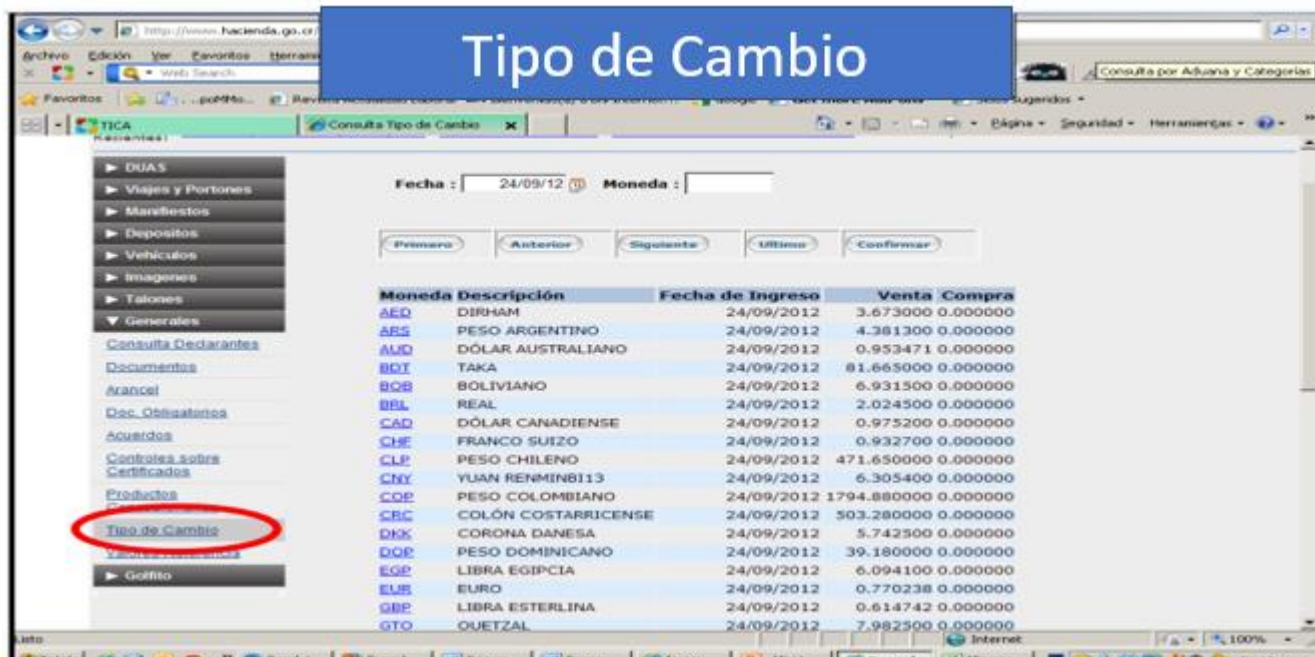 Tipo de Cambio
http://www.hacienda.go.cr/
Archivo Edición Ver Favoritos
Web Search
Consulta por Aduana y Categorias
Favoritos
Sugeridos
TICA Consulta Tipo de Cambio Página Seguridad Herramientas
Recientes:
DUAS
Viajes y Portones
Manifiestos
Depositos
Vehículos
Imagenes
Talones
Generales
Consulta Declarantes
Documentos
Arancel
Doc. Obligatorios
Acuerdos
Controles sobre
Certificados
Productos
Tipo de Cambio
Golfito
Fecha : 24/09/12 Moneda :
Primero Anterior Siguiente Ultimo Confirmar
Moneda Descripción Fecha de Ingreso Venta Compra
AED DIRHAM 24/09/2012 3.673000 0.000000
ARS PESO ARGENTINO 24/09/2012 4.381300 0.000000
AUD DÓLAR AUSTRALIANO 24/09/2012 0.953471 0.000000
BDT TAKA 24/09/2012 81.665000 0.000000
BOB BOLIVIANO 24/09/2012 6.931500 0.000000
BRL REAL 24/09/2012 2.024500 0.000000
CAD DÓLAR CANADIENSE 24/09/2012 0.975200 0.000000
CHF FRANCO SUIZO 24/09/2012 0.932700 0.000000
CLP PESO CHILENO 24/09/2012 471.650000 0.000000
CNY YUAN RENMINBI13 24/09/2012 6.305400 0.000000
COP PESO COLOMBIANO 24/09/2012 1794.880000 0.000000
CRC COLÓN COSTARRICENSE 24/09/2012 503.280000 0.000000
DKK CORONA DANESA 24/09/2012 5.742500 0.000000
DOP PESO DOMINICANO 24/09/2012 39.180000 0.000000
EGP LIBRA EGIPCIA 24/09/2012 6.094100 0.000000
EUR EURO 24/09/2012 0.770238 0.000000
GBP LIBRA ESTERLINA 24/09/2012 0.614742 0.000000
GTO QUETZAL 24/09/2012 7.982500 0.000000
Listo Internet 100%